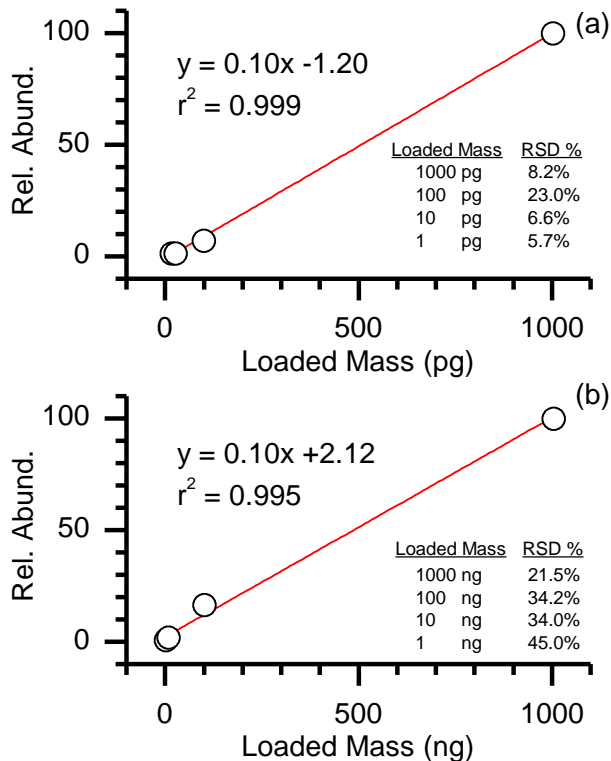 (a)
100
y = 0.10x -1.20
r² = 0.999
Rel. Abund.
50
Loaded Mass RSD %
1000 pg 8.2%
100 pg 23.0%
10 pg 6.6%
1 pg 5.7%
0
0 500 1000
Loaded Mass (pg)
(b)
100
y = 0.10x +2.12
r² = 0.995
Rel. Abund.
50
Loaded Mass RSD %
1000 ng 21.5%
100 ng 34.2%
10 ng 34.0%
1 ng 45.0%
0
0 500 1000
Loaded Mass (ng)